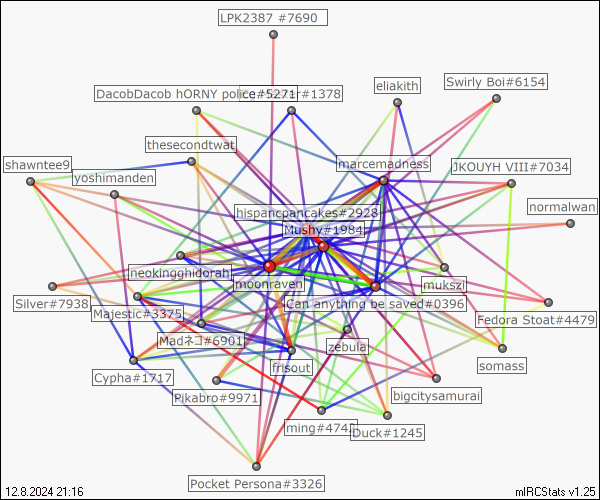 LPK2387 #7690
Swirly Boi#6154
eliakith
DacobDacob hORNY police#5271
#1378
thesecondtwat
marcemadness
shawntee9
JKOUYH VIII#7034
yoshimanden
normalwan
hispancpancakes#2928
Mushy#1984
neokingghidorah
moonraven
mukszi
Silver#7938
Can anything be saved#0396
Majestic#3375
Fedora Stoat#4479
Madネコ#6901
zebula
frisout
somass
Cypha#1717
Pikabro#9971
bigcitysamurai
ming#4742
Duck#1245
Pocket Persona#3326
12.8.2024 21:16
mIRCStats v1.25